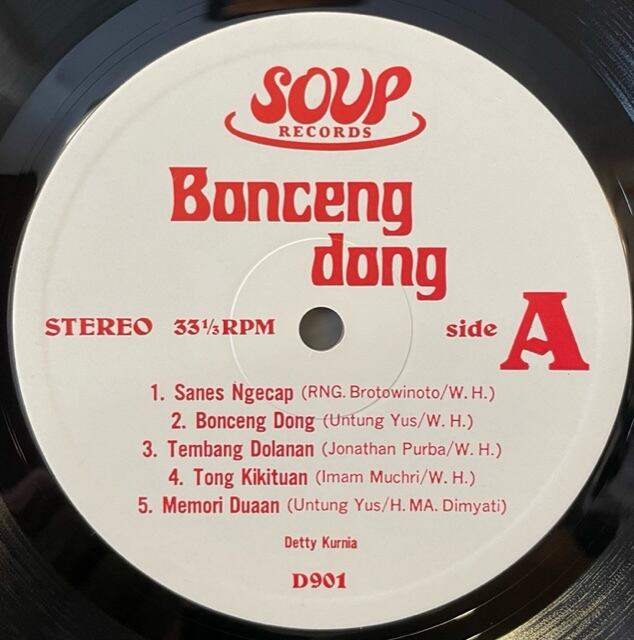 SOUP
RECORDS
Bonceng
dong
STEREO 33⅓RPM side A
1. Sanes Ngecap (RNG. Brotowinoto/W. H.)
2. Bonceng Dong (Untung Yus/W. H.)
3. Tembang Dolanan (Jonathan Purba/W. H.)
4. Tong Kikituan (Imam Muchri/W. H.)
5. Memori Duaan (Untung Yus/H. MA. Dimyati)
Detty Kurnia
D901